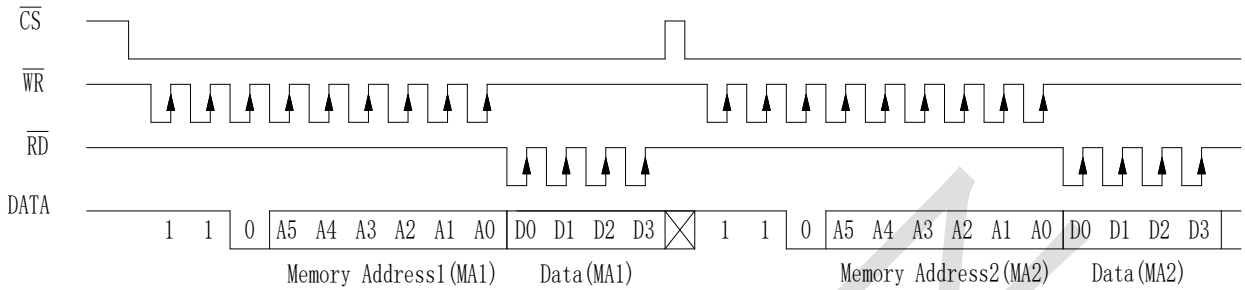 CS
WR
RD
DATA
1 1 0 A5 A4 A3 A2 A1 A0 D0 D1 D2 D3 1 1 0 A5 A4 A3 A2 A1 A0 D0 D1 D2 D3
Memory Address1(MA1) Data(MA1) Memory Address2(MA2) Data(MA2)